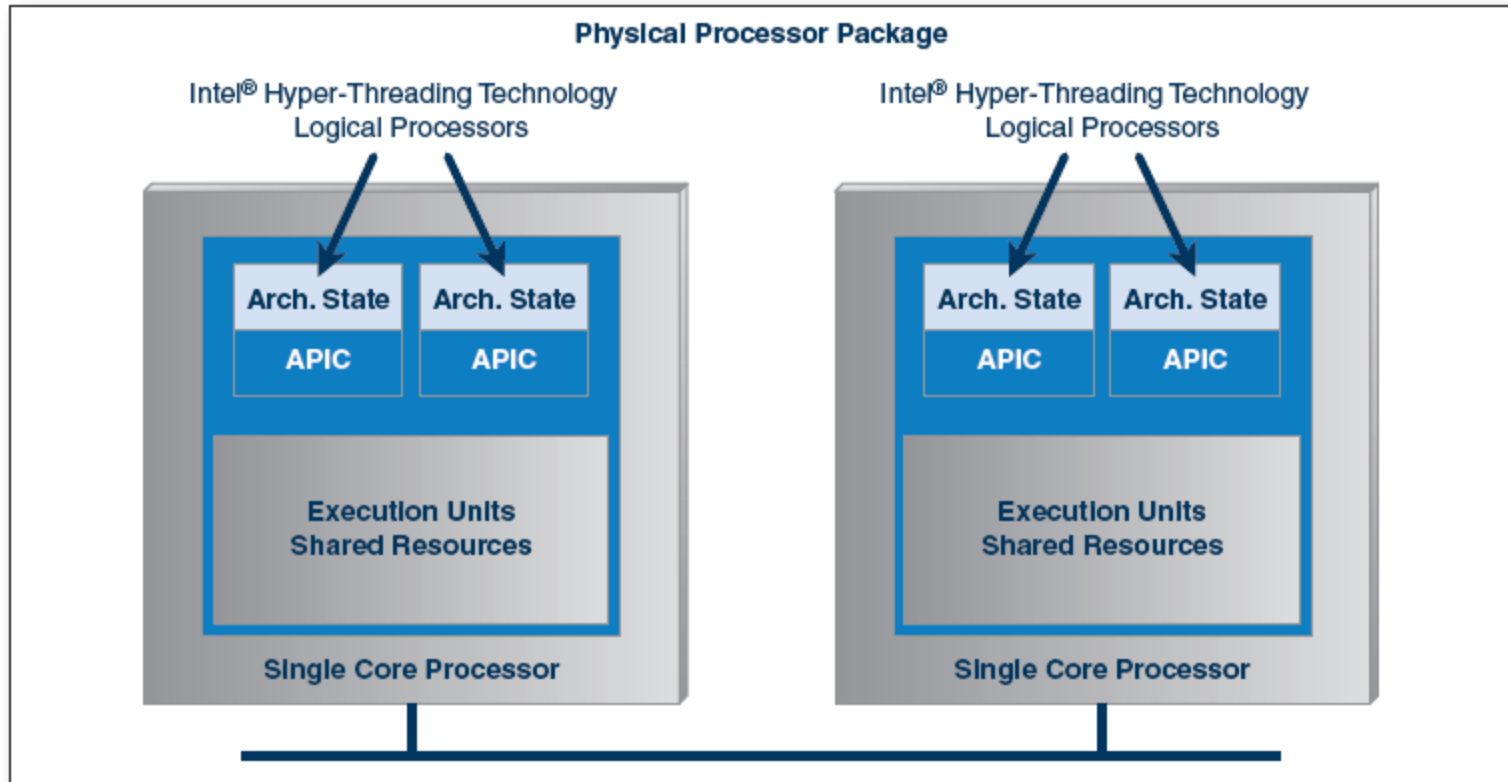 Physical Processor Package
Intel® Hyper-Threading Technology
Logical Processors
Intel® Hyper-Threading Technology
Logical Processors
Arch. State
Arch. State
APIC
APIC
Execution Units
Shared Resources
Single Core Processor
Arch. State
Arch. State
APIC
APIC
Execution Units
Shared Resources
Single Core Processor